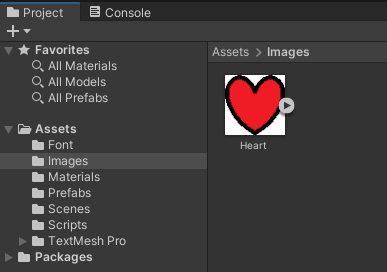 Project
Console
Favorites
All Materials
All Models
All Prefabs
Assets
Font
Images
Materials
Prefabs
Scenes
Scripts
TextMesh Pro
Packages
Assets > Images
Heart